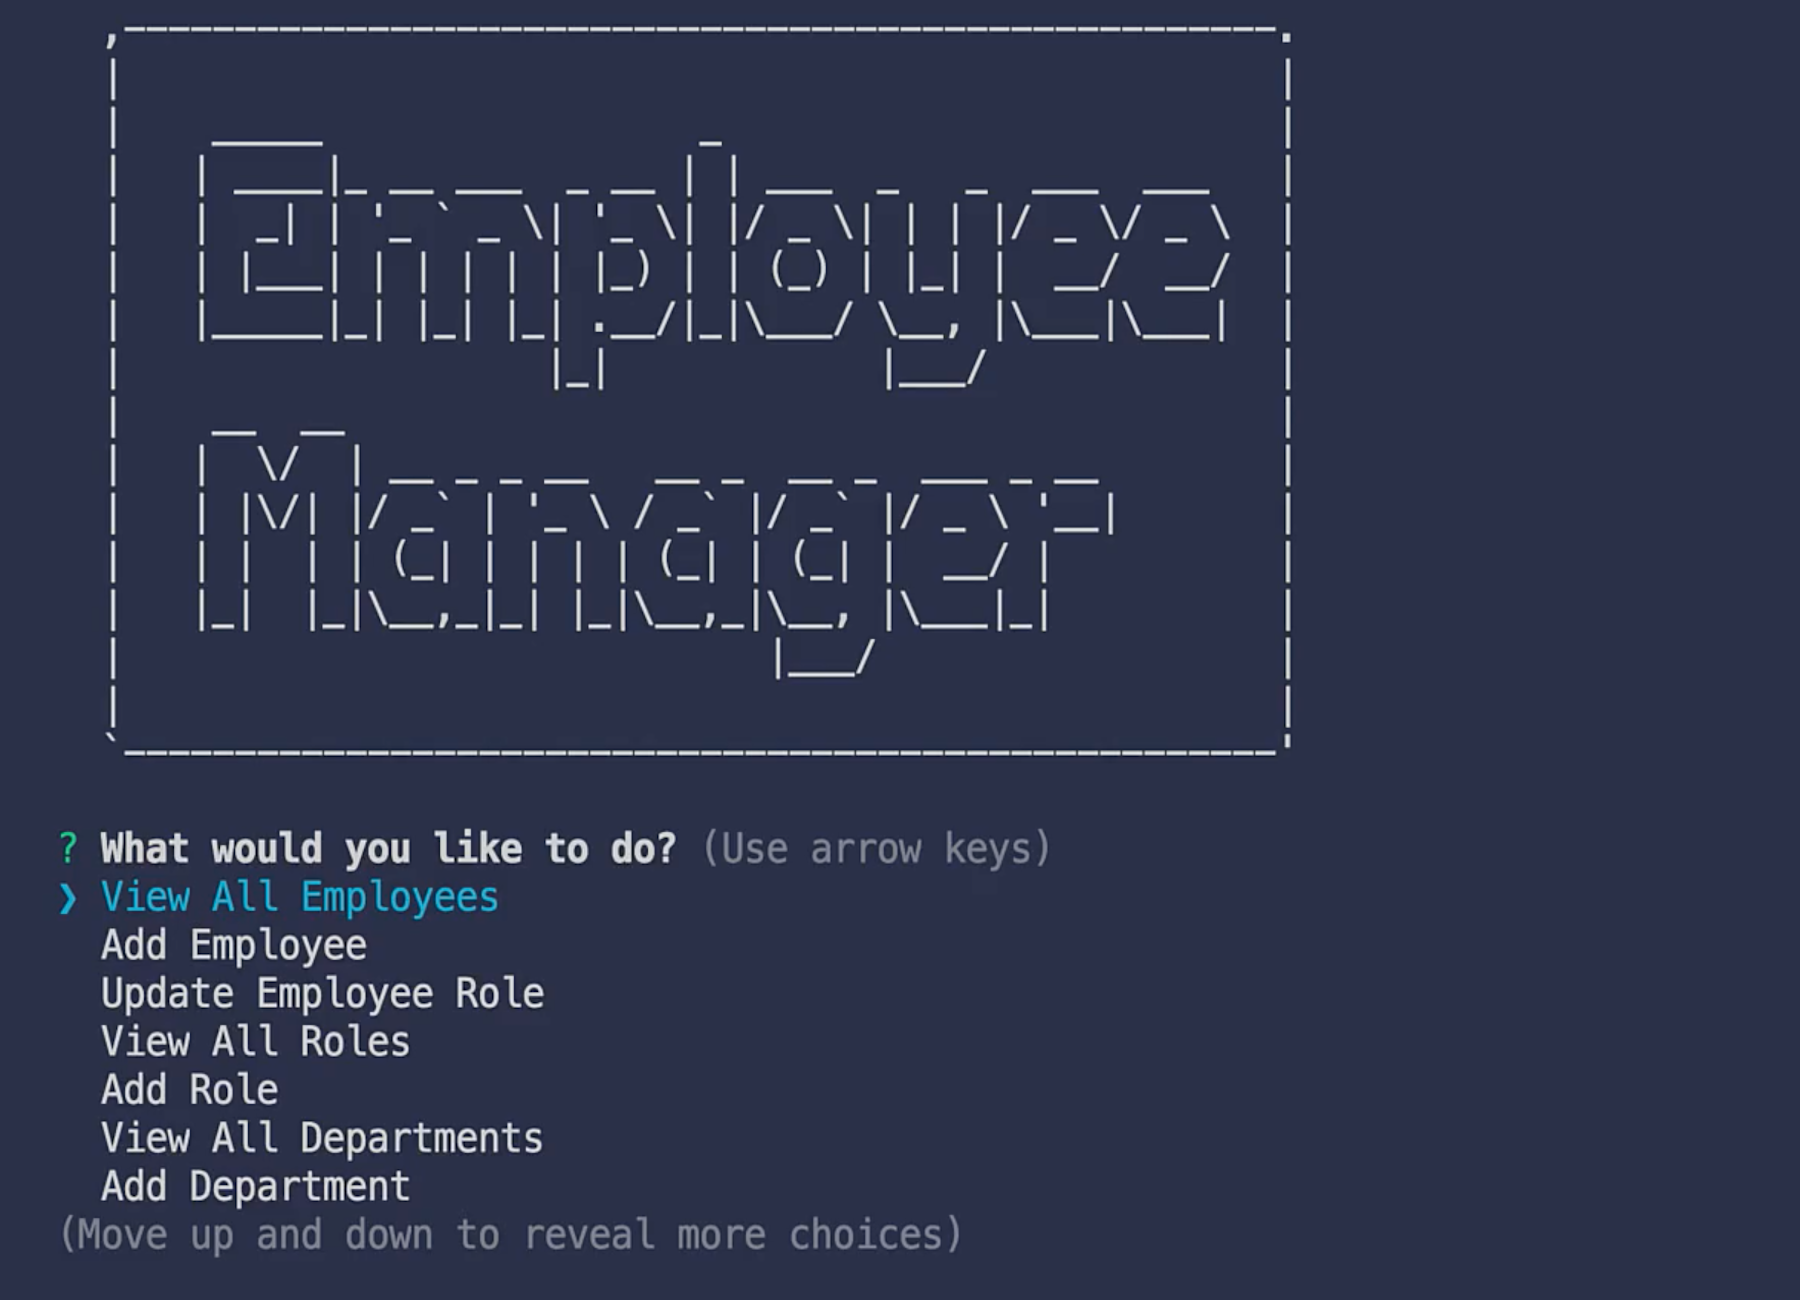 Employee
Manager
? What would you like to do? (Use arrow keys)
❯ View All Employees
Add Employee
Update Employee Role
View All Roles
Add Role
View All Departments
Add Department
(Move up and down to reveal more choices)